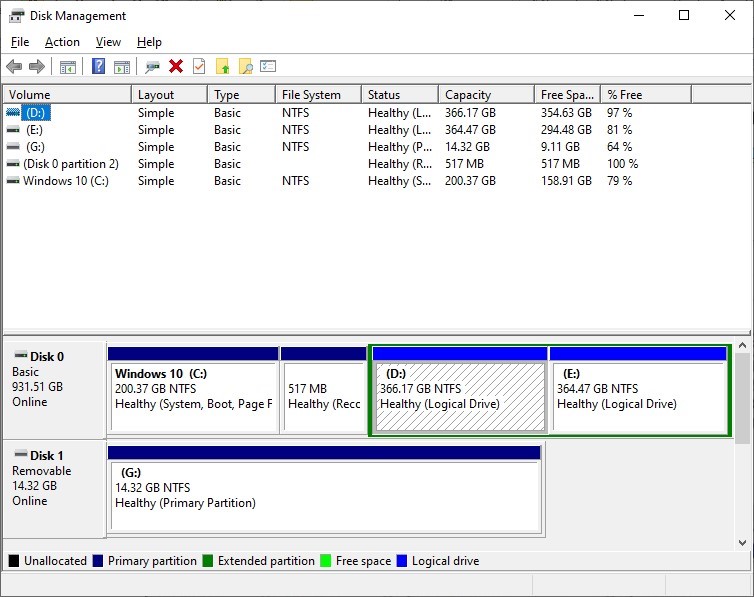 Disk Management
File Action View Help
Volume Layout Type File System Status Capacity Free Spa... % Free
(D:) Simple Basic NTFS Healthy (L... 366.17 GB 354.63 GB 97 %
(E:) Simple Basic NTFS Healthy (L... 364.47 GB 294.48 GB 81 %
(G:) Simple Basic NTFS Healthy (P... 14.32 GB 9.11 GB 64 %
(Disk 0 partition 2) Simple Basic Healthy (R... 517 MB 517 MB 100 %
Windows 10 (C:) Simple Basic NTFS Healthy (S... 200.37 GB 158.91 GB 79 %
Disk 0
Basic
931.51 GB
Online
Windows 10 (C:)
200.37 GB NTFS
Healthy (System, Boot, Page F
517 MB
Healthy (Recc
(D:)
366.17 GB NTFS
Healthy (Logical Drive)
(E:)
364.47 GB NTFS
Healthy (Logical Drive)
Disk 1
Removable
14.32 GB
Online
(G:)
14.32 GB NTFS
Healthy (Primary Partition)
Unallocated Primary partition Extended partition Free space Logical drive